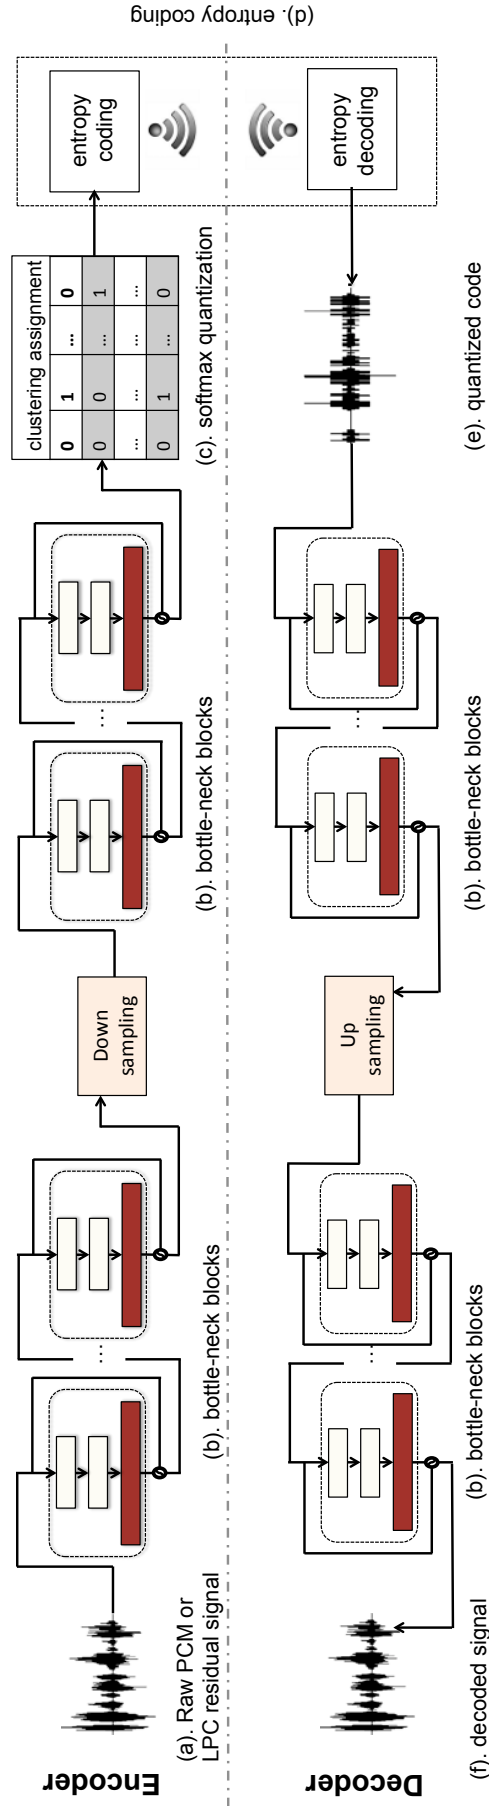 Encoder
(a). Raw PCM or
LPC residual signal
...
(b). bottle-neck blocks
Down
sampling
...
(b). bottle-neck blocks
clustering assignment
0 1 ... 0
0 0 ... 1
... ... ... ...
0 1 ... 0
(c). softmax quantization
entropy
coding
(d). entropy coding
Decoder
(f). decoded signal
...
(b). bottle-neck blocks
Up
sampling
...
(b). bottle-neck blocks
(e). quantized code
entropy
decoding